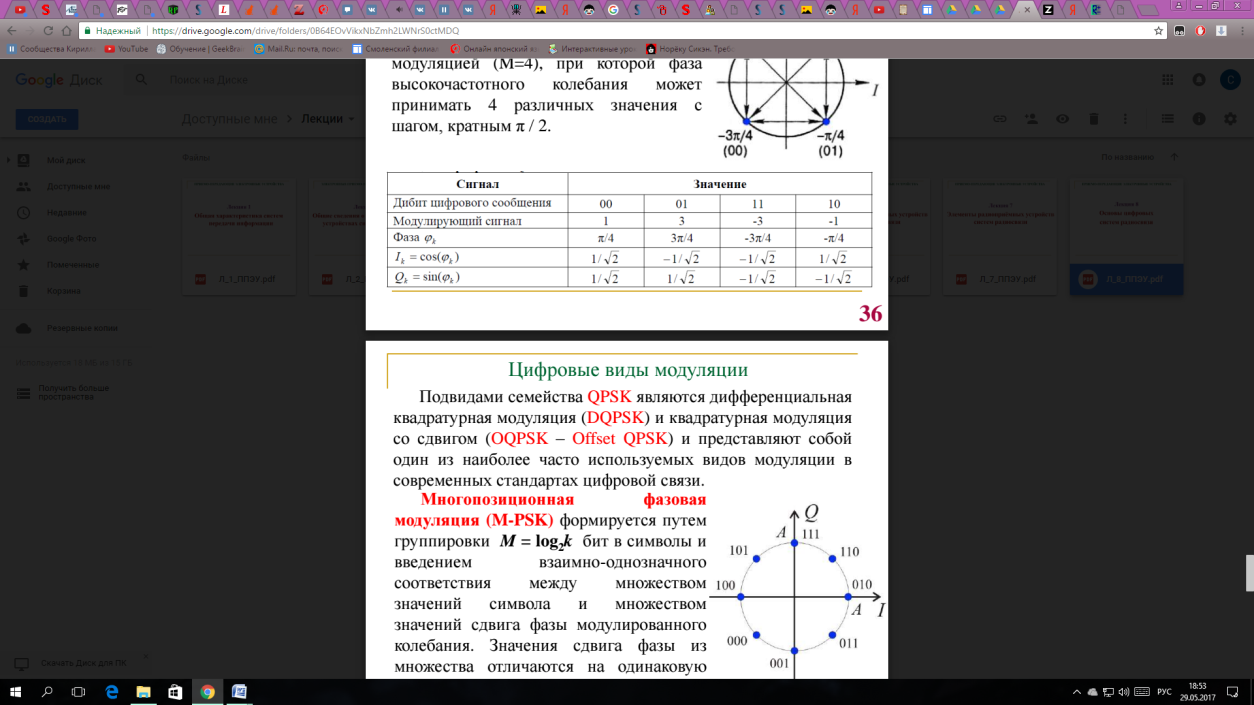 Надежный | https://drive.google.com/drive/folders/0B64EOvVikxNbZmh2LWNrS0ctMDQ
Сообщества Кирилл YouTube Обучение | GeekBra Mail.Ru: почта, поис Смоленский филиал Онлайн японский Интерактивные уро Норёку Сикэн. Треб
Google Диск
Поиск на Диске
СОЗДАТЬ
Доступные мне > Лекции
Мой диск
Доступные мне
Недавние
Google Фото
Помеченные
Корзина
Резервные копии
Получить больше
пространства
Скачать Диск для ПК
Файлы
По названию
Л_1_ППЗУ.pdf
Л_2_
Л_7_ППЗУ.pdf
Л_8_ППЗУ.pdf
модуляцией (M=4), при которой фаза
высокочастотного колебания может
принимать 4 различных значения с
шагом, кратным π / 2.
I
−3π/4 −π/4
(00) (01)
Сигнал Значение
Дибит цифрового сообщения 00 01 11 10
Модулирующий сигнал 1 3 -3 -1
Фаза φk π/4 3π/4 -3π/4 -π/4
Ik = cos(φk) 1/√2 −1/√2 −1/√2 1/√2
Qk = sin(φk) 1/√2 1/√2 −1/√2 −1/√2
36
Цифровые виды модуляции
Подвидами семейства QPSK являются дифференциальная
квадратурная модуляция (DQPSK) и квадратурная модуляция
со сдвигом (OQPSK – Offset QPSK) и представляют собой
один из наиболее часто используемых видов модуляции в
современных стандартах цифровой связи.
Многопозиционная фазовая
модуляция (M-PSK) формируется путем
группировки M = log2k бит в символы и
введением взаимно-однозначного
соответствия между множеством
значений символа и множеством
значений сдвига фазы модулированного
колебания. Значения сдвига фазы из
множества отличаются на одинаковую
Q
A 111
101 110
100 010
A I
000 011
001
РУС
18:53
29.05.2017